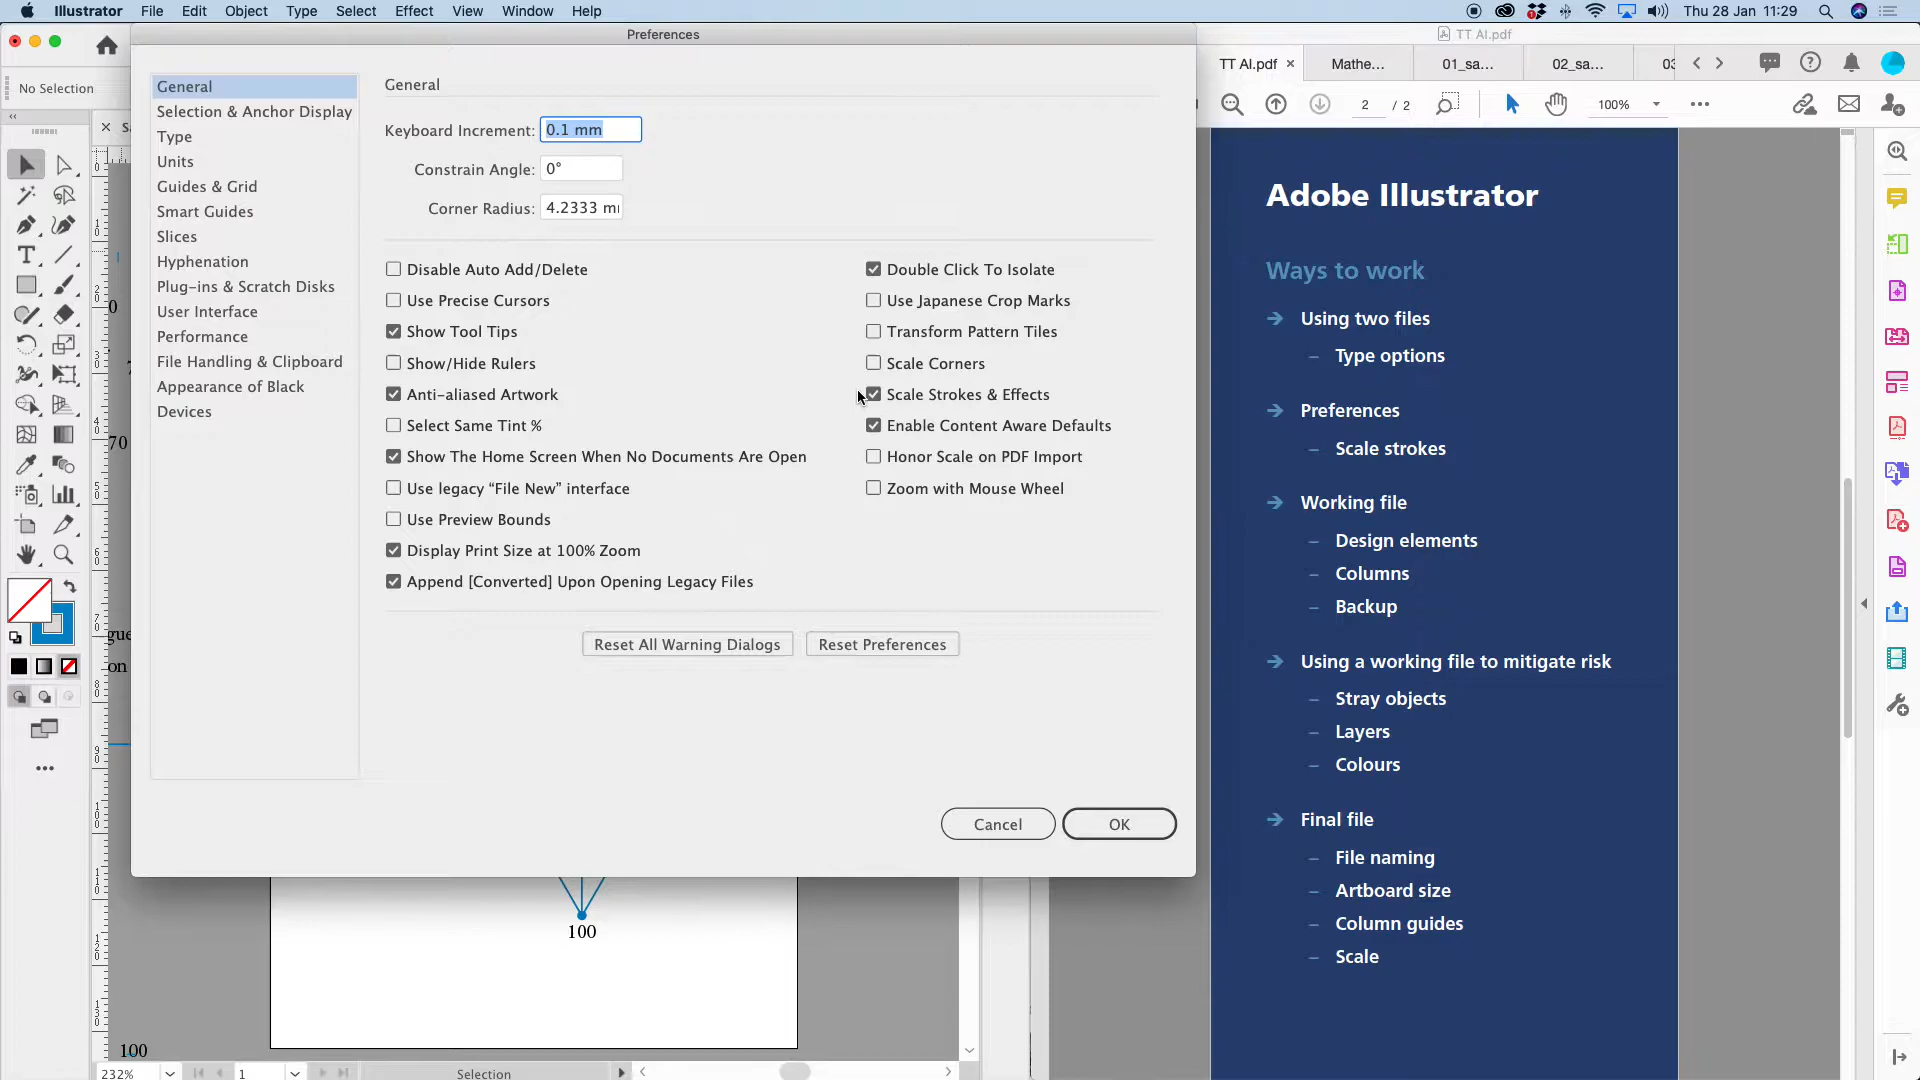 Illustrator File Edit Object Type Select Effect View Window Help
Thu 28 Jan 11:29
Preferences
TT AI.pdf
No Selection
TT AI.pdf
Mathe...
01_sa...
02_sa...
2 / 2
100%
General
Selection & Anchor Display
Type
Units
Guides & Grid
Smart Guides
Slices
Hyphenation
Plug-ins & Scratch Disks
User Interface
Performance
File Handling & Clipboard
Appearance of Black
Devices
General
Keyboard Increment: 0.1 mm
Constrain Angle: 0°
Corner Radius: 4.2333 m
Disable Auto Add/Delete
Use Precise Cursors
Show Tool Tips
Show/Hide Rulers
Anti-aliased Artwork
Select Same Tint %
Show The Home Screen When No Documents Are Open
Use legacy “File New” interface
Use Preview Bounds
Display Print Size at 100% Zoom
Append [Converted] Upon Opening Legacy Files
Double Click To Isolate
Use Japanese Crop Marks
Transform Pattern Tiles
Scale Corners
Scale Strokes & Effects
Enable Content Aware Defaults
Honor Scale on PDF Import
Zoom with Mouse Wheel
Reset All Warning Dialogs
Reset Preferences
Cancel
OK
70
gue
on
100
100
232%
1
Selection
Adobe Illustrator
Ways to work
→ Using two files
– Type options
→ Preferences
– Scale strokes
→ Working file
– Design elements
– Columns
– Backup
→ Using a working file to mitigate risk
– Stray objects
– Layers
– Colours
→ Final file
– File naming
– Artboard size
– Column guides
– Scale